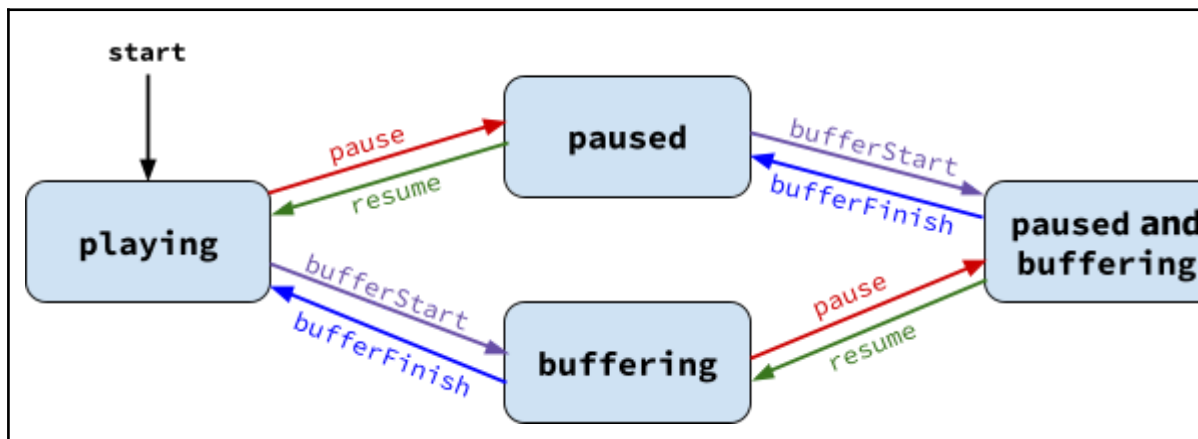 start
pause
resume
paused
bufferStart
bufferFinish
playing
paused and
buffering
bufferStart
bufferFinish
buffering
pause
resume